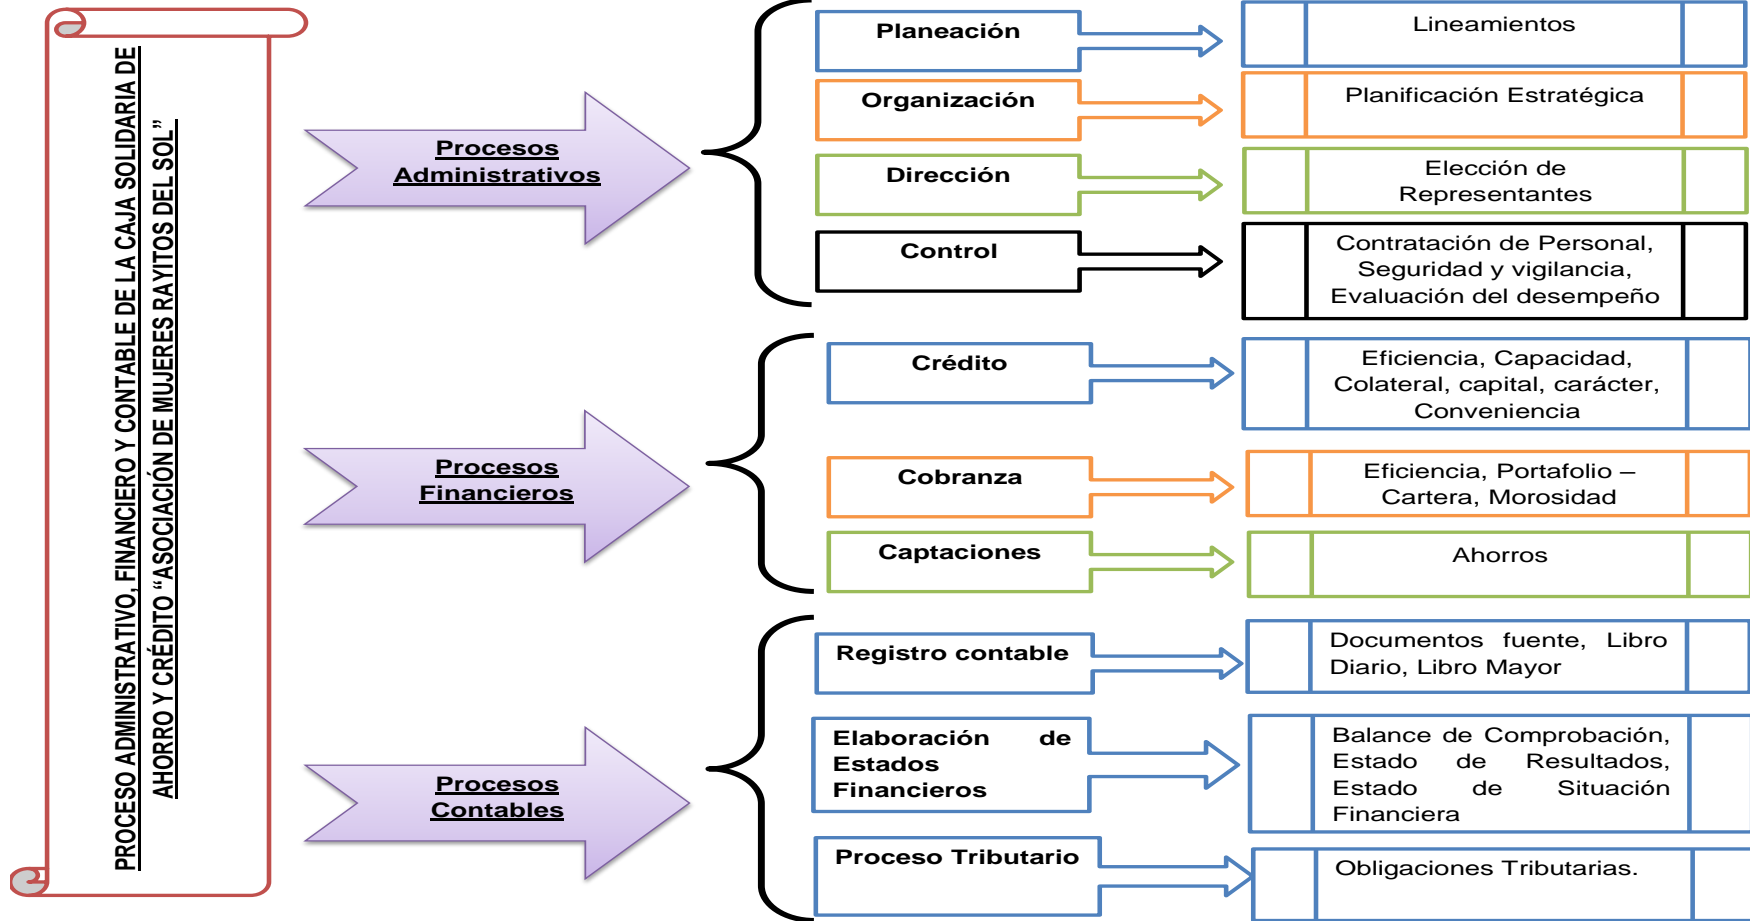 PROCESO ADMINISTRATIVO, FINANCIERO Y CONTABLE DE LA CAJA SOLIDARIA DE
AHORRO Y CRÉDITO “ASOCIACIÓN DE MUJERES RAYITOS DEL SOL”
Procesos
Administrativos
Planeación
Lineamientos
Organización
Planificación Estratégica
Dirección
Elección de
Representantes
Control
Contratación de Personal,
Seguridad y vigilancia,
Evaluación del desempeño
Procesos
Financieros
Crédito
Eficiencia, Capacidad,
Colateral, capital, carácter,
Conveniencia
Cobranza
Eficiencia, Portafolio –
Cartera, Morosidad
Captaciones
Ahorros
Procesos
Contables
Registro contable
Documentos fuente, Libro
Diario, Libro Mayor
Elaboración de
Estados
Financieros
Balance de Comprobación,
Estado de Resultados,
Estado de Situación
Financiera
Proceso Tributario
Obligaciones Tributarias.